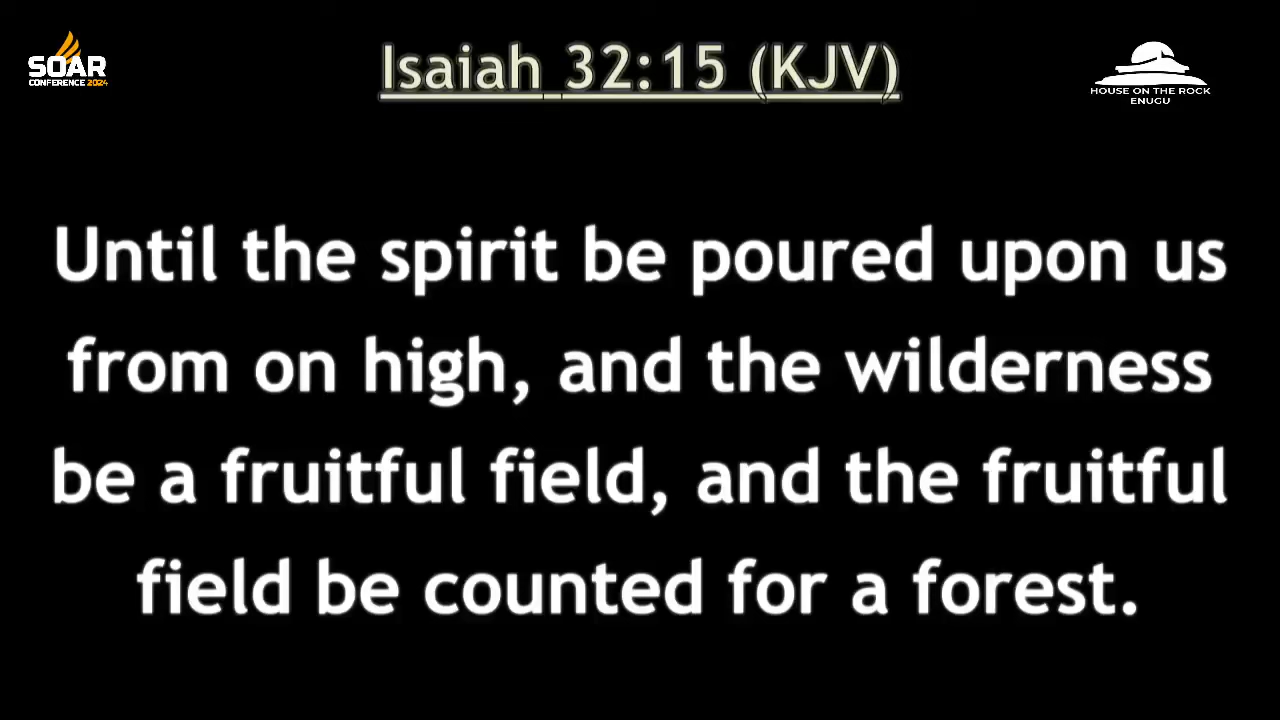 SOAR
CONFERENCE 2024
Isaiah 32:15 (KJV)
HOUSE ON THE ROCK
ENUGU
Until the spirit be poured upon us
from on high, and the wilderness
be a fruitful field, and the fruitful
field be counted for a forest.